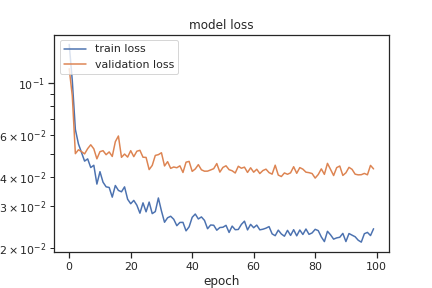 model loss
train loss
validation loss
10⁻¹
6 × 10⁻²
4 × 10⁻²
3 × 10⁻²
2 × 10⁻²
0 20 40 60 80 100
epoch